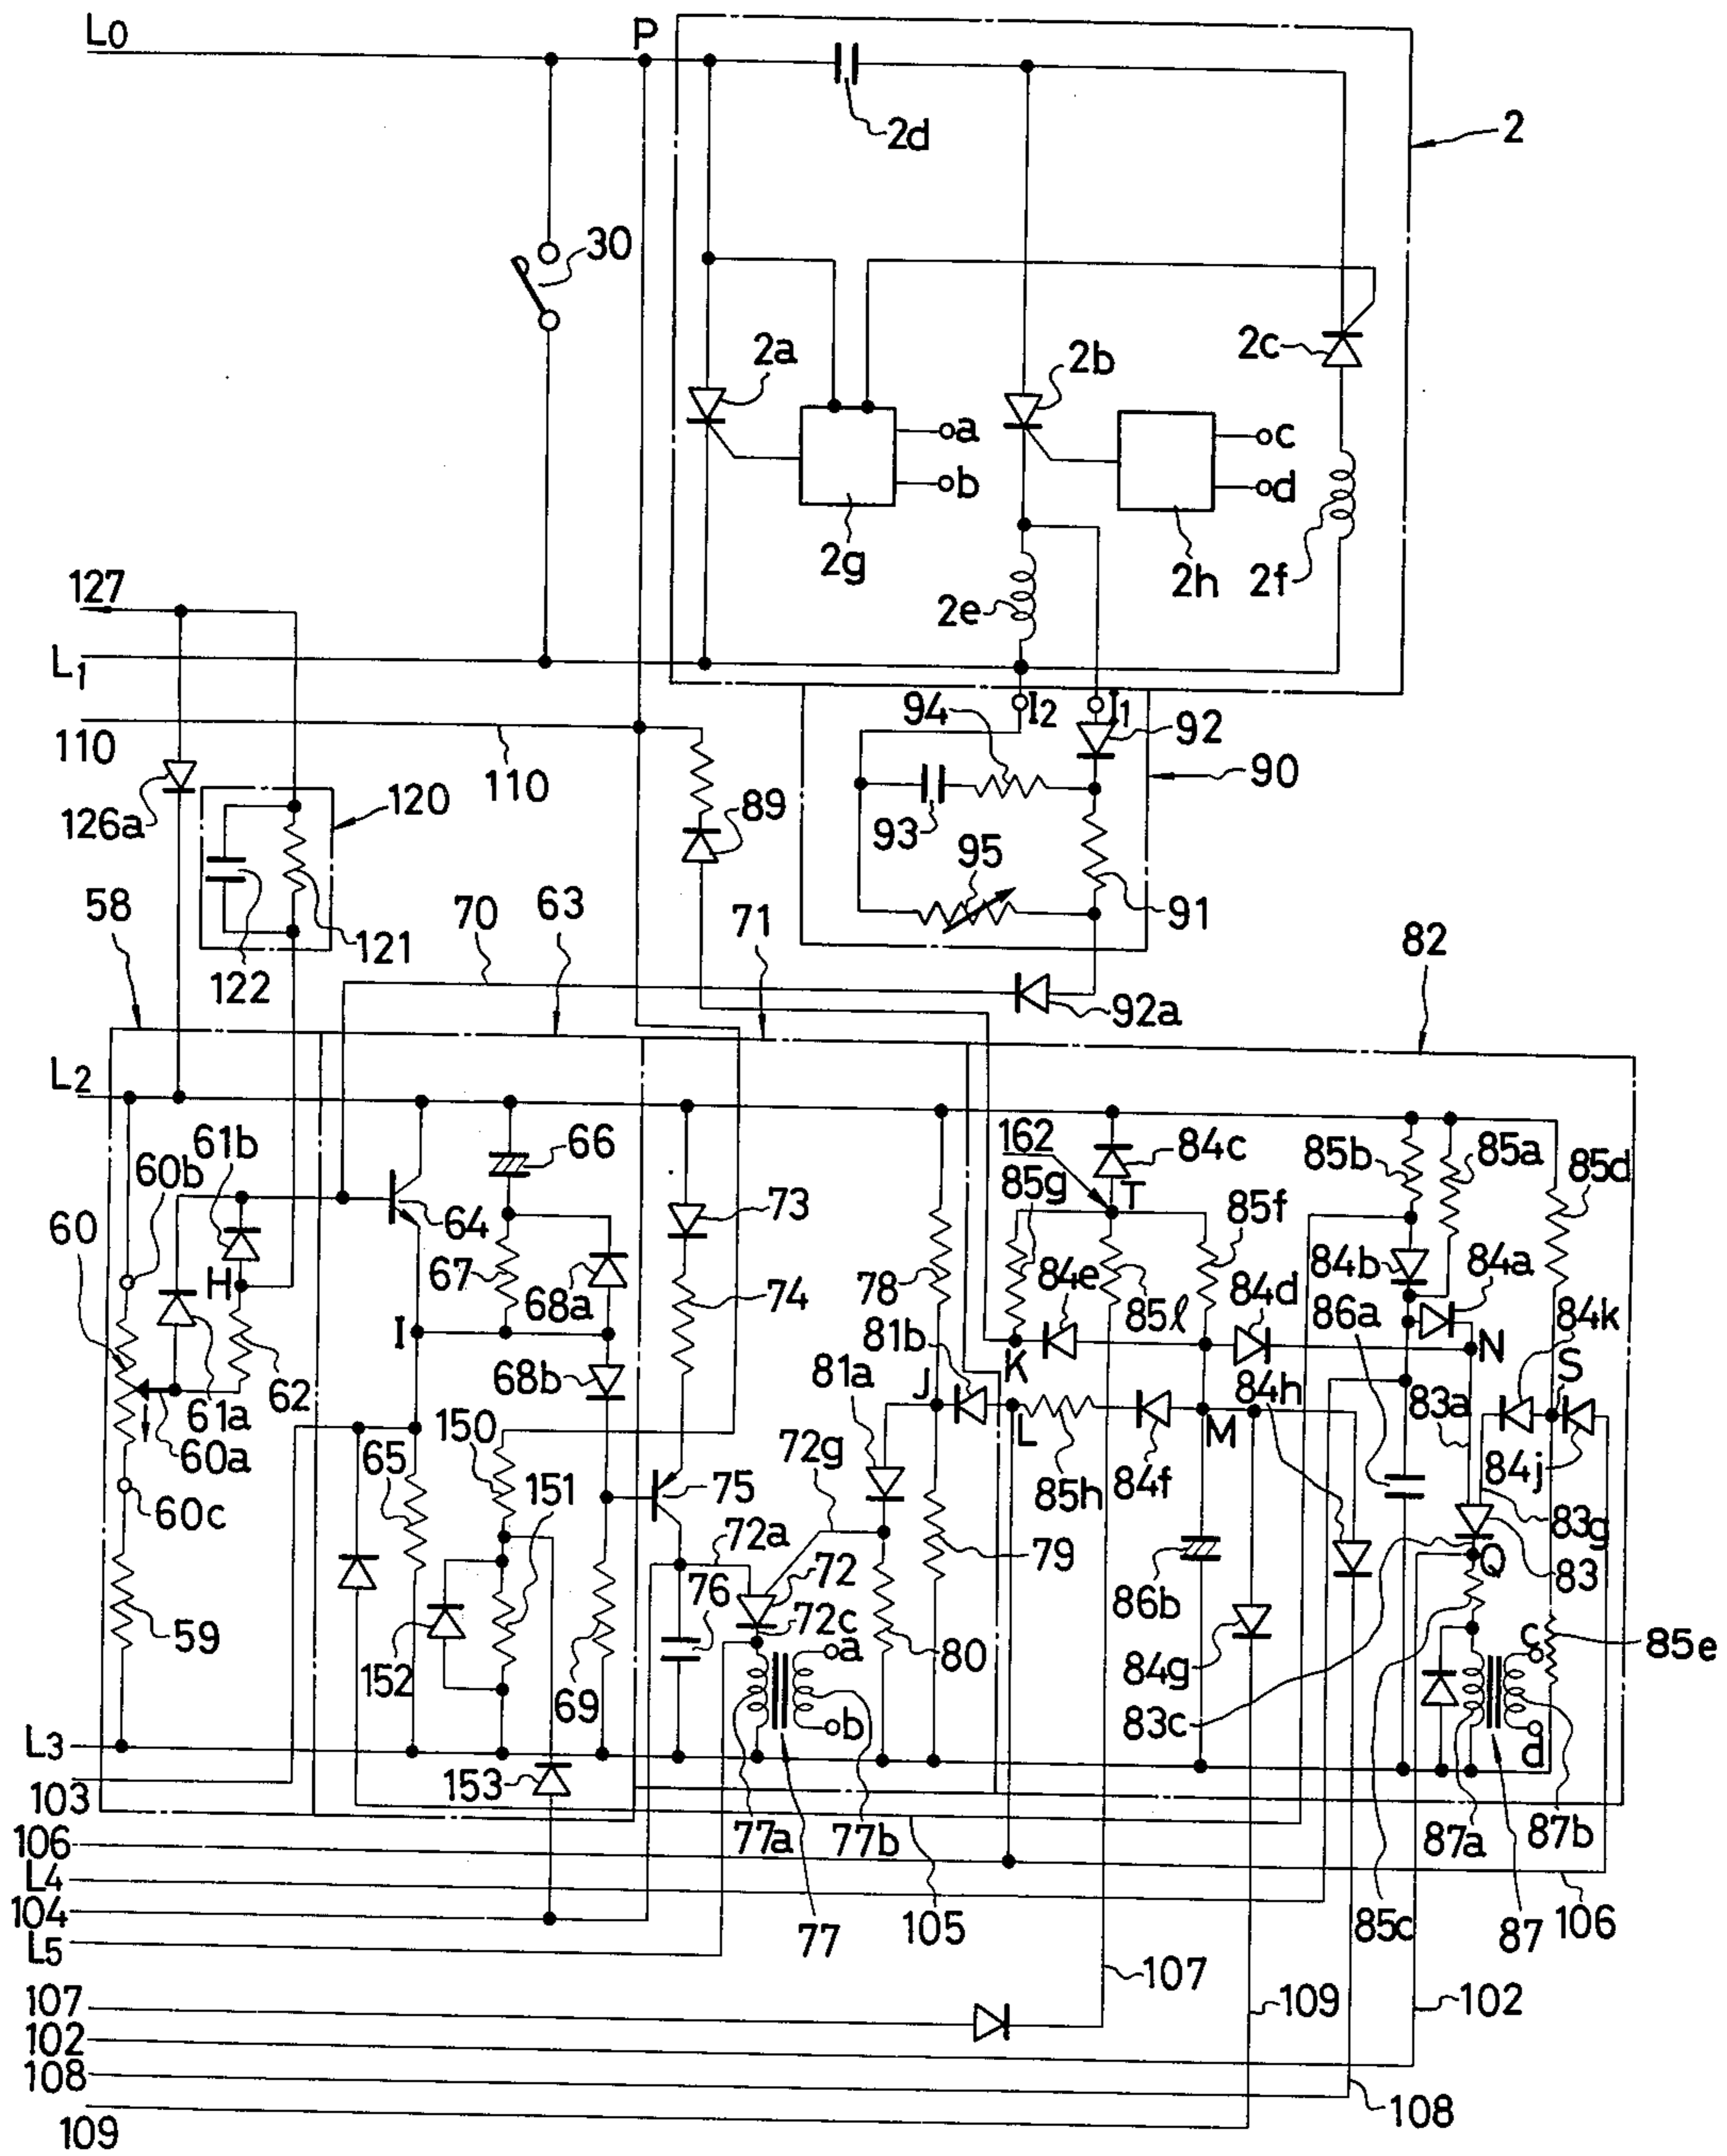 L0
P
2
2d
30
2a
2b
2c
a
c
b
d
2g
2h
2f
2e
127
L1
I2
I1
94
92
110
110
90
126a
120
89
93
95
91
58
70
63
71
82
121
122
92a
L2
61b
60b
66
162
84c
85b
85a
85d
85g
T
64
73
85f
60
H
67
68a
78
84e
84b
84a
74
85l
84d
86a
84k
I
81b
K
N
62
68b
81a
J
S
61a
L
M
84h
83a
60a
150
72g
84j
65
151
75
85h
84f
60c
83g
72a
79
Q
83
72
86b
59
76
152
72c
a
c
80
84g
85e
69
83c
b
d
L3
153
103
77a
77b
87a
87b
106
L4
104
105
85c
106
77
87
L5
107
107
109
102
102
108
108
109